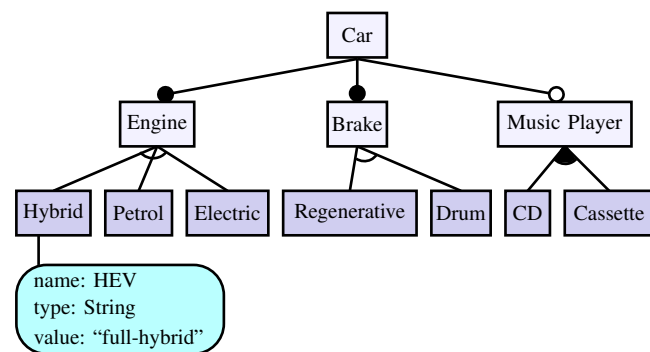 Car
Engine
Brake
Music Player
Hybrid
Petrol
Electric
Regenerative
Drum
CD
Cassette
name: HEV
type: String
value: “full-hybrid”